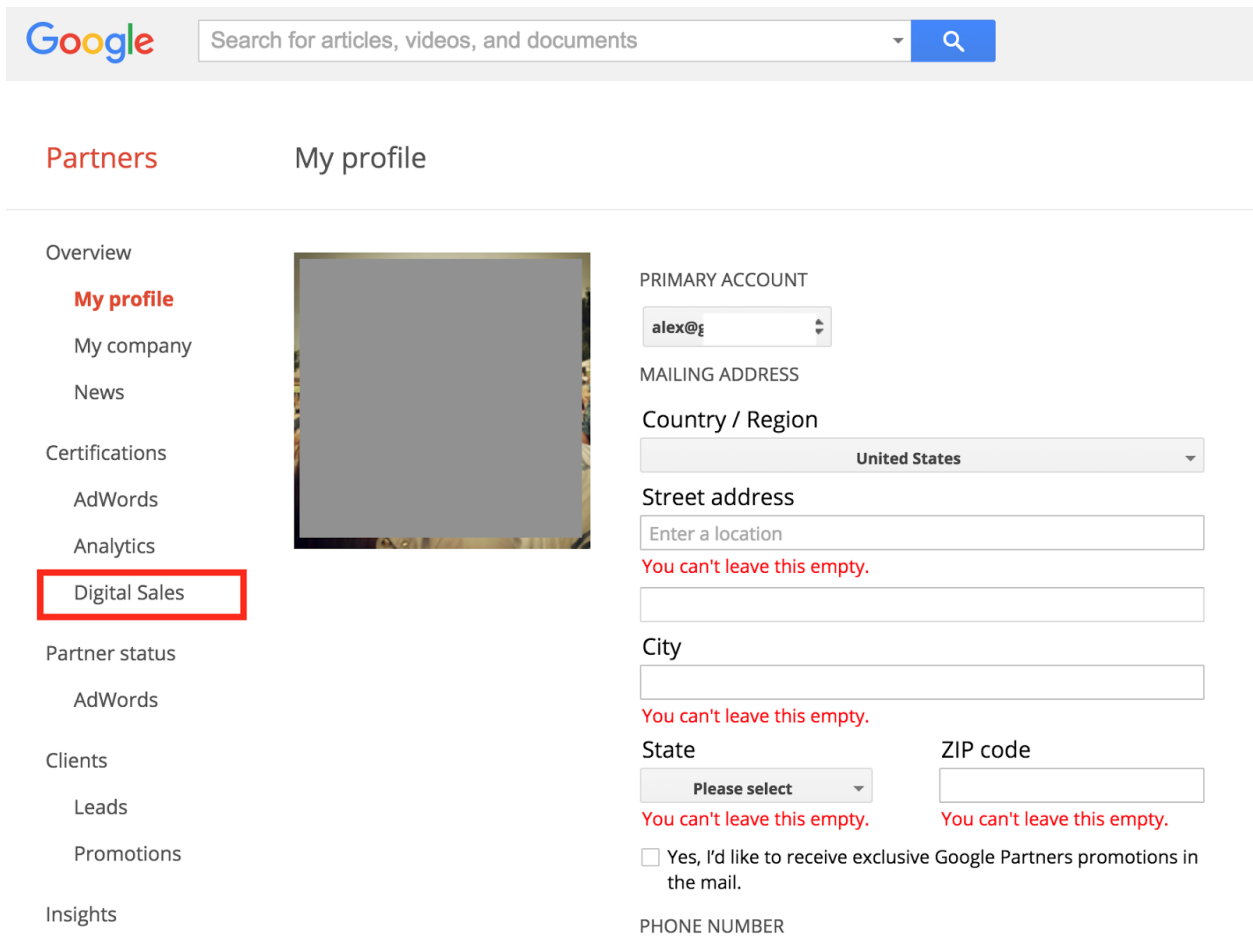 Google
Search for articles, videos, and documents
Partners
My profile
Overview
My profile
My company
News
Certifications
AdWords
Analytics
Digital Sales
Partner status
AdWords
Clients
Leads
Promotions
Insights
PRIMARY ACCOUNT
alex@g
MAILING ADDRESS
Country / Region
United States
Street address
Enter a location
You can't leave this empty.
City
You can't leave this empty.
State
ZIP code
Please select
You can't leave this empty.
You can't leave this empty.
Yes, I’d like to receive exclusive Google Partners promotions in
the mail.
PHONE NUMBER